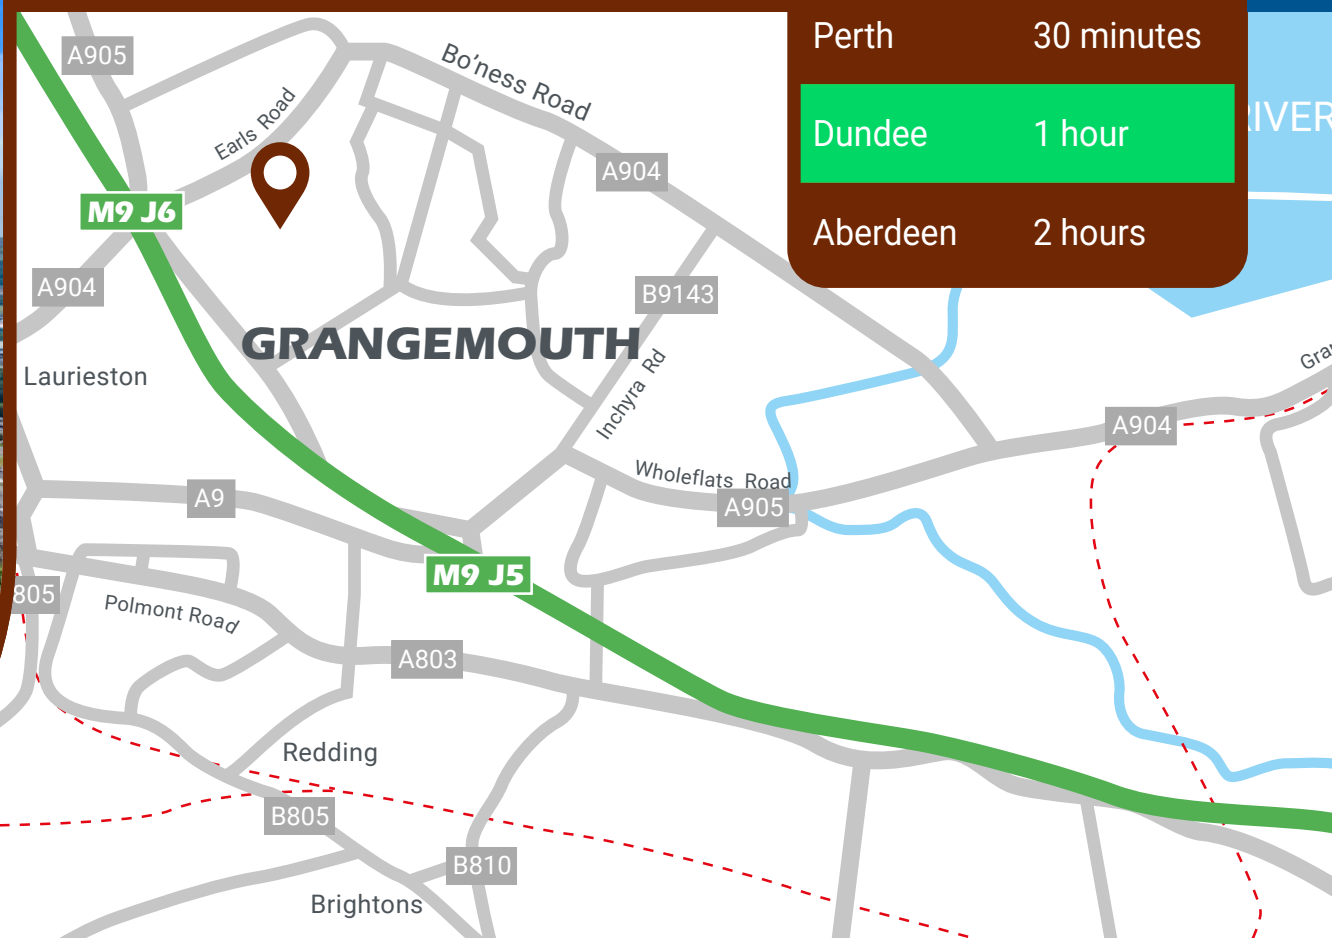 Perth 30 minutes
A905
Bo'ness Road
Earls Road
RIVER
Dundee 1 hour
A904
M9 J6
Aberdeen 2 hours
A904
B9143
GRANGEMOUTH
Laurieston
Inchyra Rd
A904
Wholeflats Road
A9
A905
M9 J5
805
Polmont Road
A803
Redding
B805
B810
Brightons